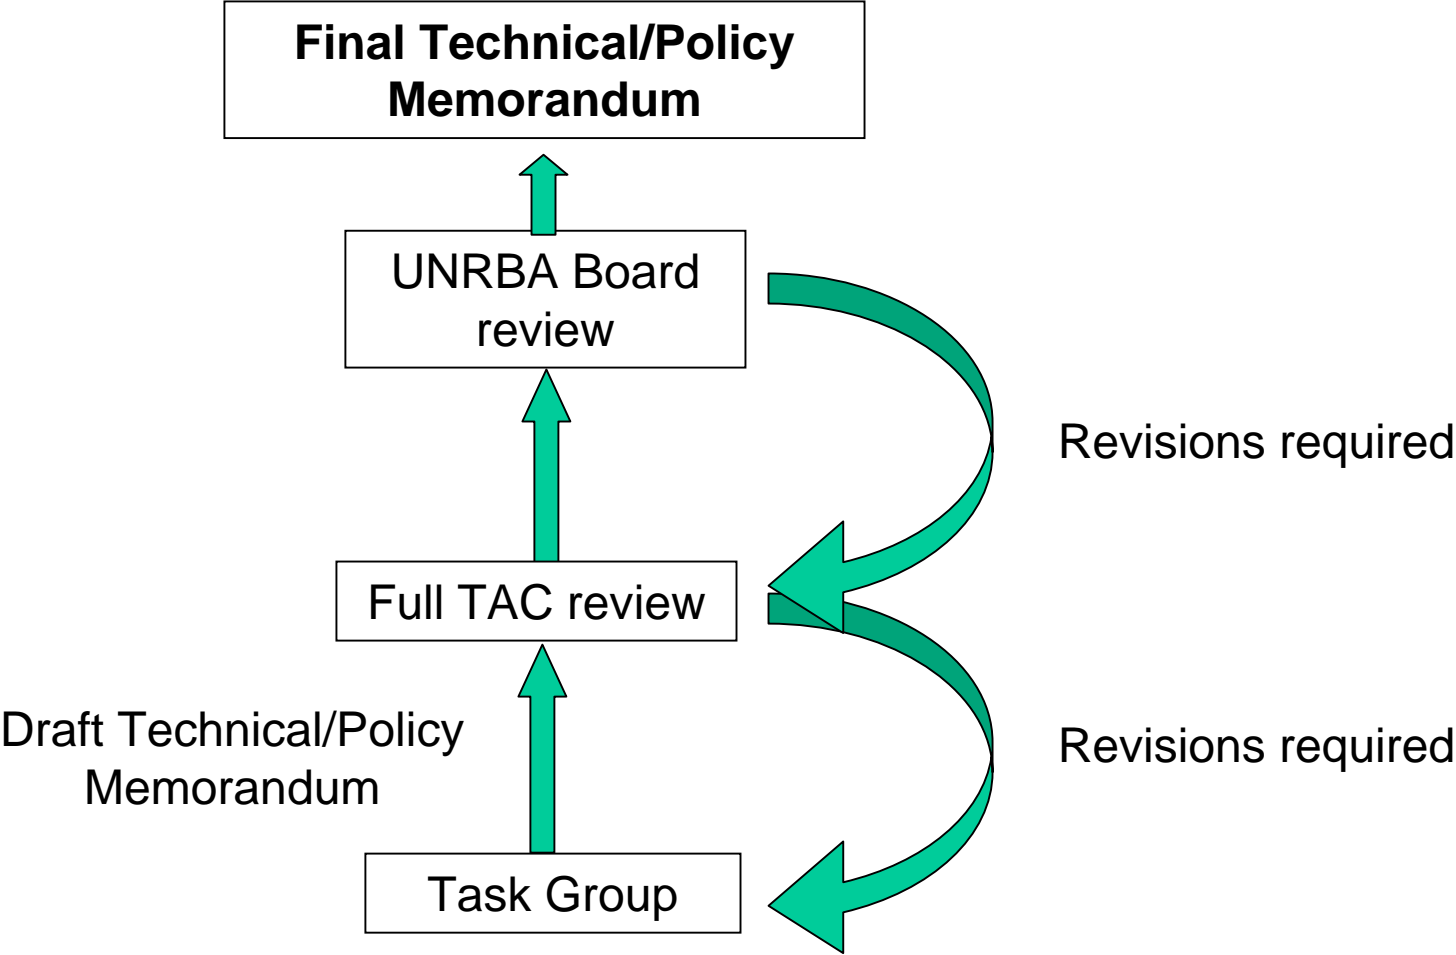 Final Technical/Policy
Memorandum
UNRBA Board
review
Revisions required
Full TAC review
Draft Technical/Policy
Memorandum
Revisions required
Task Group